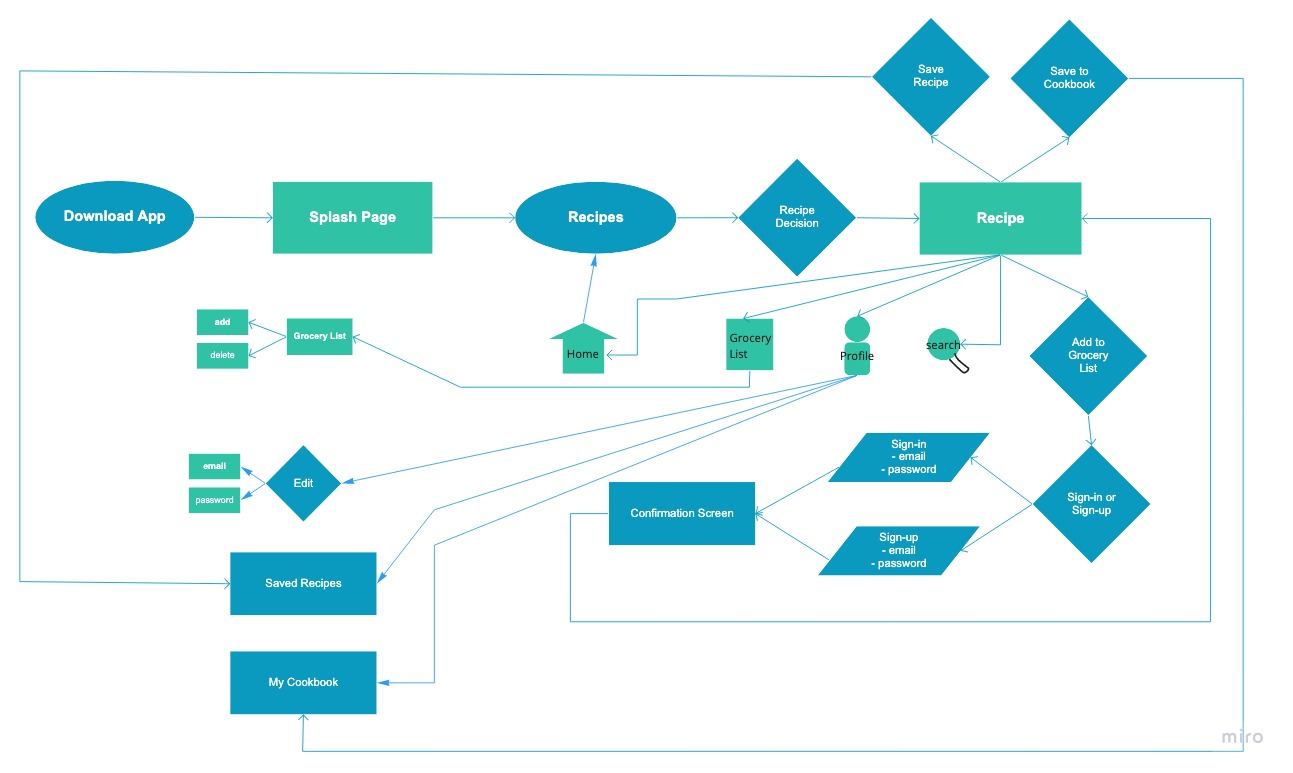 Save
Recipe
Save to
Cookbook
Download App
Splash Page
Recipes
Recipe
Decision
Recipe
add
delete
Grocery List
Home
Grocery
List
Profile
search
Add to
Grocery
List
email
password
Edit
Sign-in
- email
- password
Confirmation Screen
Sign-in or
Sign-up
Sign-up
- email
- password
Saved Recipes
My Cookbook
miro